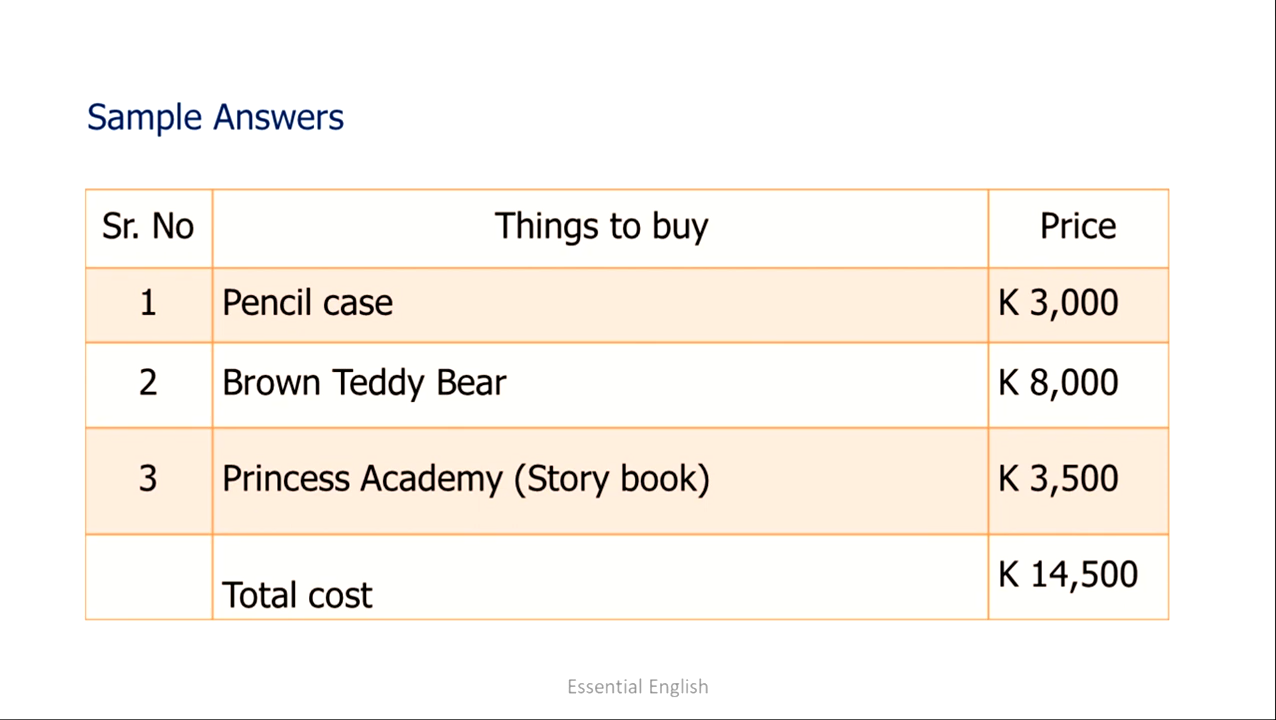 Sample Answers
Sr. No Things to buy Price
1 Pencil case K 3,000
2 Brown Teddy Bear K 8,000
3 Princess Academy (Story book) K 3,500
Total cost K 14,500
Essential English